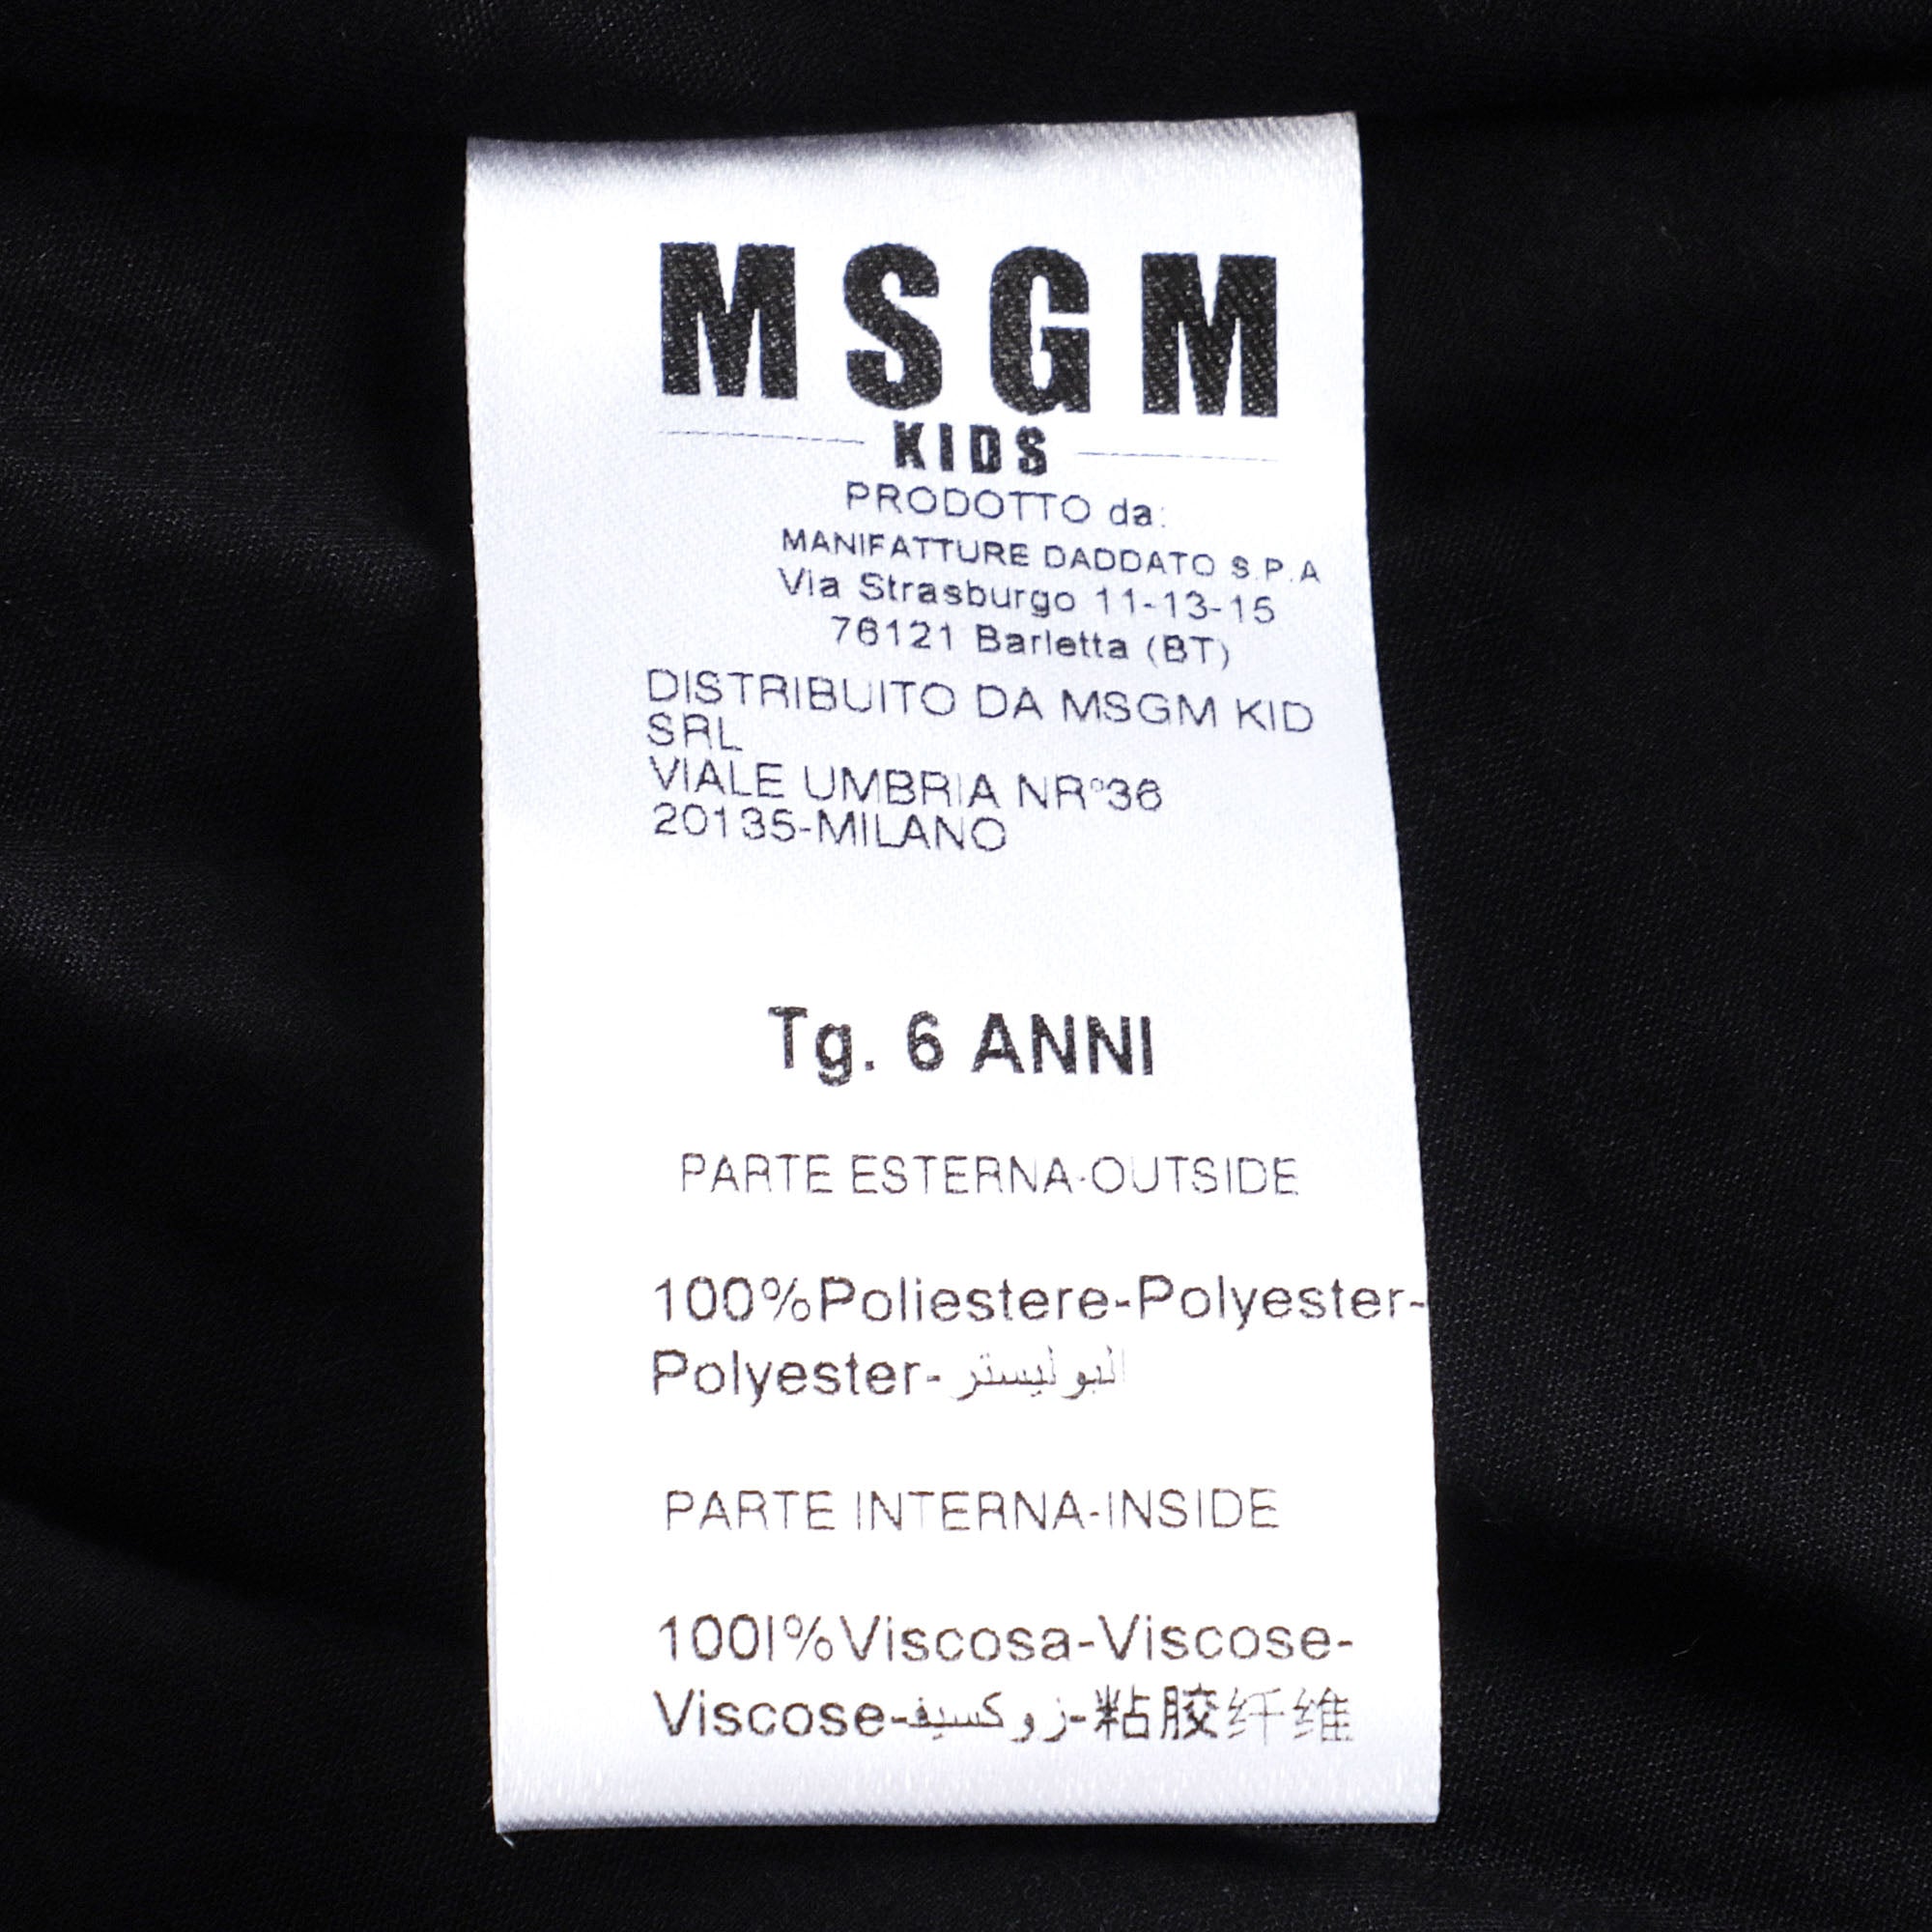 MSGM
KIDS
PRODOTTO da:
MANIFATTURE DADDATO S.P.A
Via Strasburgo 11-13-15
76121 Barletta (BT)
DISTRIBUITO DA MSGM KID
SRL
VIALE UMBRIA NR°36
20135-MILANO
Tg. 6 ANNI
PARTE ESTERNA-OUTSIDE
100%Poliestere-Polyester-
Polyester- البوليستر
PARTE INTERNA-INSIDE
100l%Viscosa-Viscose-
Viscose-زوكسيف-粘胶纤维